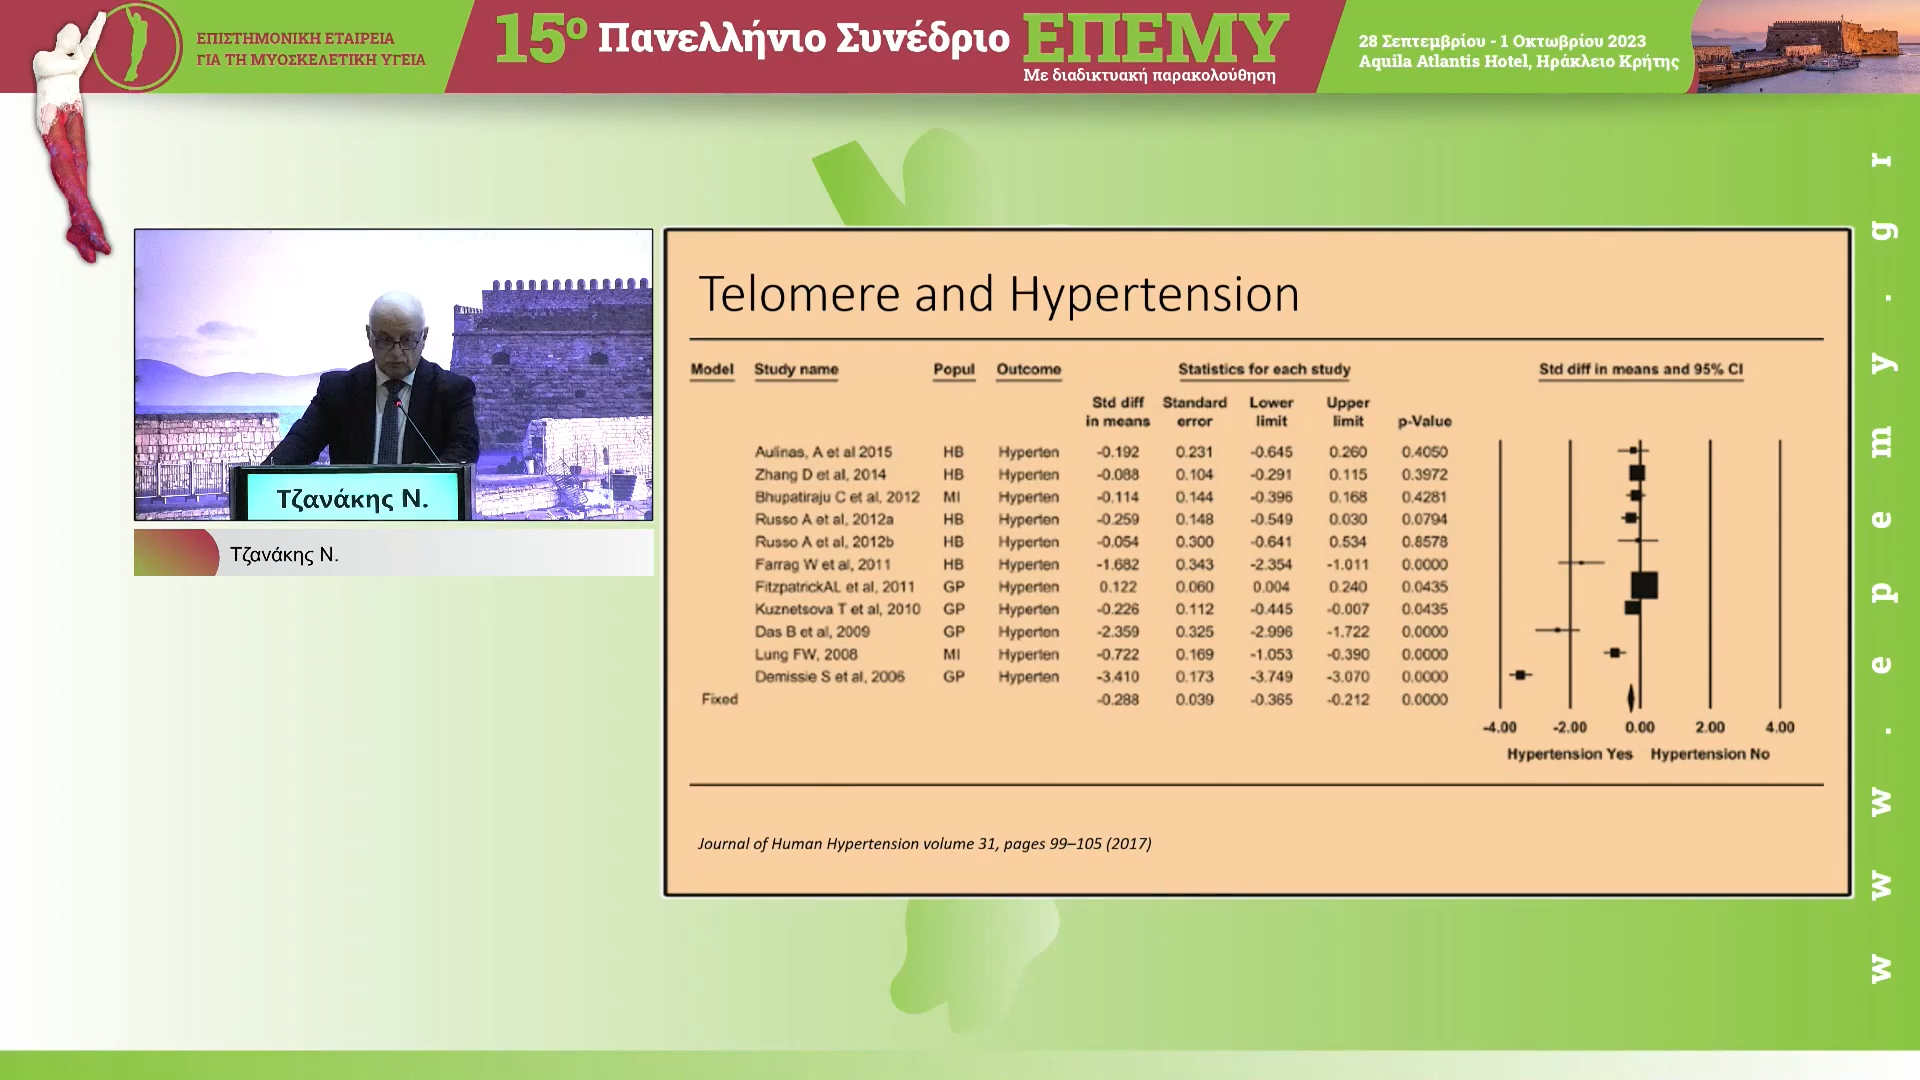 ΕΠΙΣΤΗΜΟΝΙΚΗ ΕΤΑΙΡΕΙΑ
ΓΙΑ ΤΗ ΜΥΟΣΚΕΛΕΤΙΚΗ ΥΓΕΙΑ
15ο Πανελλήνιο Συνέδριο ΕΠΕΜΥ
Με διαδικτυακή παρακολούθηση
28 Σεπτεμβρίου - 1 Οκτωβρίου 2023
Aquila Atlantis Hotel, Ηράκλειο Κρήτης
Τζανάκης Ν.
Τζανάκης Ν.
Telomere and Hypertension
Model Study name Popul Outcome Statistics for each study Std diff in means and 95% CI
Std diff Standard Lower Upper
in means error limit limit p-Value
Aulinas, A et al 2015 HB Hyperten -0.192 0.231 -0.645 0.260 0.4050
Zhang D et al, 2014 HB Hyperten -0.088 0.104 -0.291 0.115 0.3972
Bhupatiraju C et al, 2012 MI Hyperten -0.114 0.144 -0.396 0.168 0.4281
Russo A et al, 2012a HB Hyperten -0.259 0.148 -0.549 0.030 0.0794
Russo A et al, 2012b HB Hyperten -0.054 0.300 -0.641 0.534 0.8578
Farrag W et al, 2011 HB Hyperten -1.682 0.343 -2.354 -1.011 0.0000
FitzpatrickAL et al, 2011 GP Hyperten 0.122 0.060 0.004 0.240 0.0435
Kuznetsova T et al, 2010 GP Hyperten -0.226 0.112 -0.445 -0.007 0.0435
Das B et al, 2009 GP Hyperten -2.359 0.325 -2.996 -1.722 0.0000
Lung FW, 2008 MI Hyperten -0.722 0.169 -1.053 -0.390 0.0000
Demissie S et al, 2006 GP Hyperten -3.410 0.173 -3.749 -3.070 0.0000
Fixed -0.288 0.039 -0.365 -0.212 0.0000
-4.00 -2.00 0.00 2.00 4.00
Hypertension Yes Hypertension No
Journal of Human Hypertension volume 31, pages 99–105 (2017)
www.epemy.gr